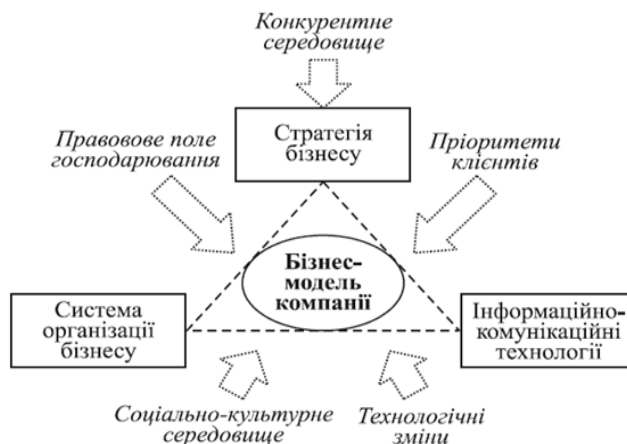 Конкурентне
середовище
Стратегія
бізнесу
Правовове поле
господарювання
Пріоритети
клієнтів
Бізнес-
модель
компанії
Система
організації
бізнесу
Інформаційно-
комунікаційні
технології
Соціально-культурне
середовище
Технологічні
зміни